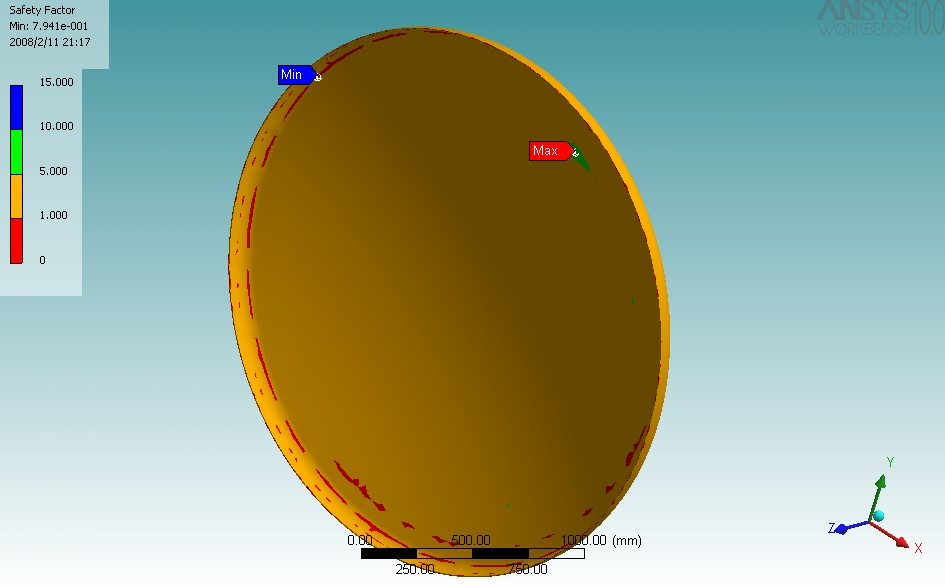 Safety Factor
Min: 7.941e-001
2008/2/11 21:17
ANSYS 10.0
WORKBENCH
15.000
10.000
5.000
1.000
0
Min
Max
0.00 500.00 1000.00 (mm)
250.00 750.00
Y
Z
X